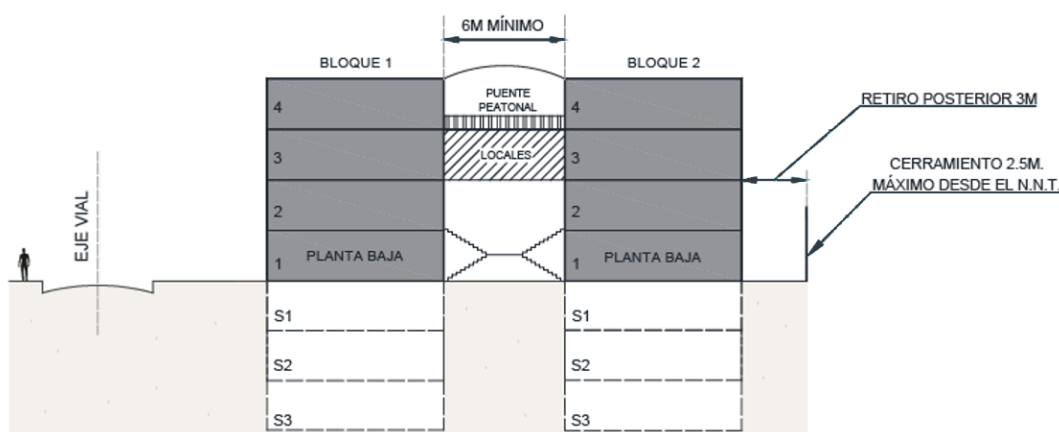 6M MÍNIMO
BLOQUE 1
BLOQUE 2
4
PUENTE
PEATONAL
4
RETIRO POSTERIOR 3M
3
LOCALES
3
CERRAMIENTO 2.5M.
MÁXIMO DESDE EL N.N.T.
EJE VIAL
2
2
1
PLANTA BAJA
1
PLANTA BAJA
S1
S1
S2
S2
S3
S3